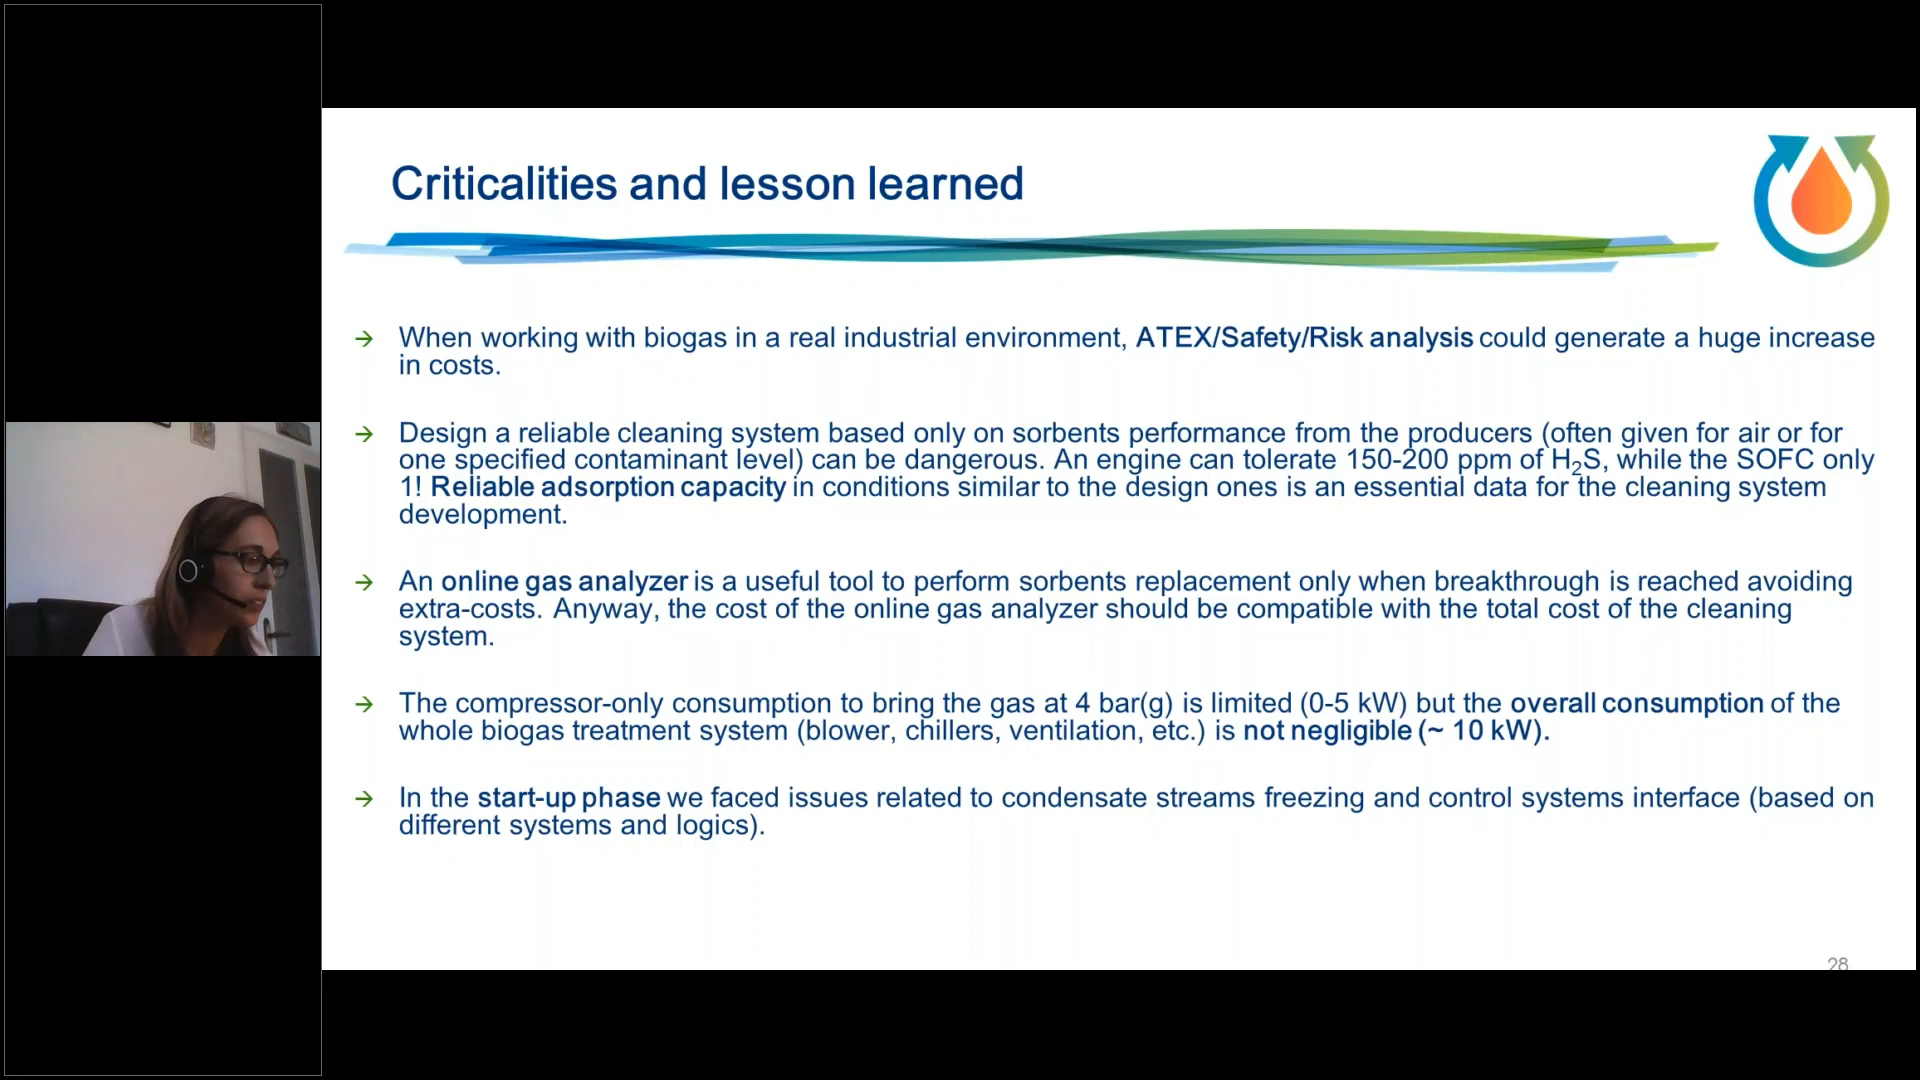 Criticalities and lesson learned
When working with biogas in a real industrial environment, ATEX/Safety/Risk analysis could generate a huge increase
in costs.
Design a reliable cleaning system based only on sorbents performance from the producers (often given for air or for
one specified contaminant level) can be dangerous. An engine can tolerate 150-200 ppm of H₂S, while the SOFC only
1! Reliable adsorption capacity in conditions similar to the design ones is an essential data for the cleaning system
development.
An online gas analyzer is a useful tool to perform sorbents replacement only when breakthrough is reached avoiding
extra-costs. Anyway, the cost of the online gas analyzer should be compatible with the total cost of the cleaning
system.
The compressor-only consumption to bring the gas at 4 bar(g) is limited (0-5 kW) but the overall consumption of the
whole biogas treatment system (blower, chillers, ventilation, etc.) is not negligible (~ 10 kW).
In the start-up phase we faced issues related to condensate streams freezing and control systems interface (based on
different systems and logics).
28